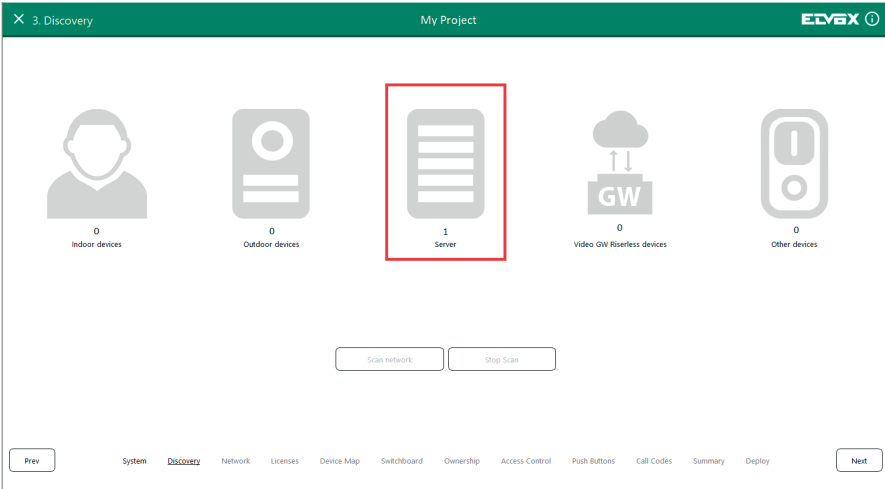 3. Discovery My Project ELVOX
GW
0 0 1 0 0
Indoor devices Outdoor devices Server Video GW Riserless devices Other devices
Scan network Stop Scan
Prev System Discovery Network Licenses Device Map Switchboard Ownership Access Control Push Buttons Call Codes Summary Deploy Next